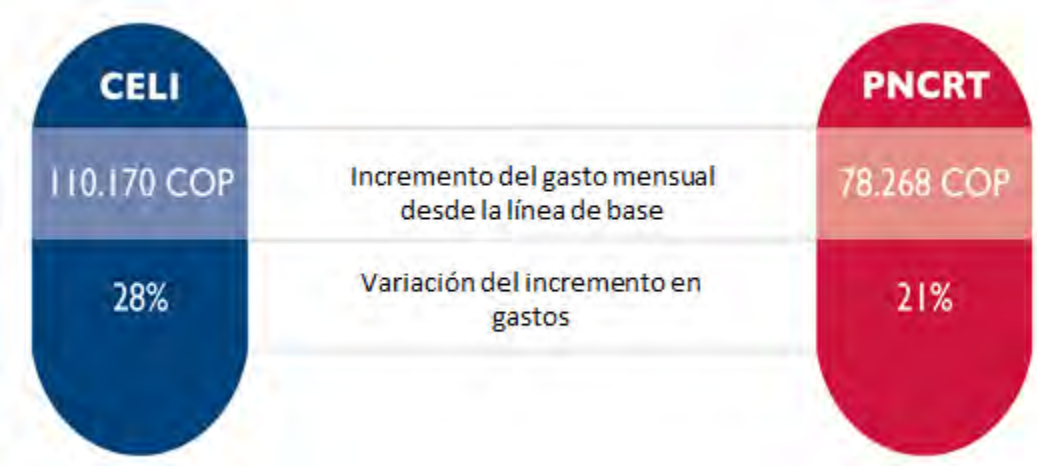 CELI
PNCRT
110.170 COP
Incremento del gasto mensual
desde la línea de base
78.268 COP
28%
Variación del incremento en
gastos
21%